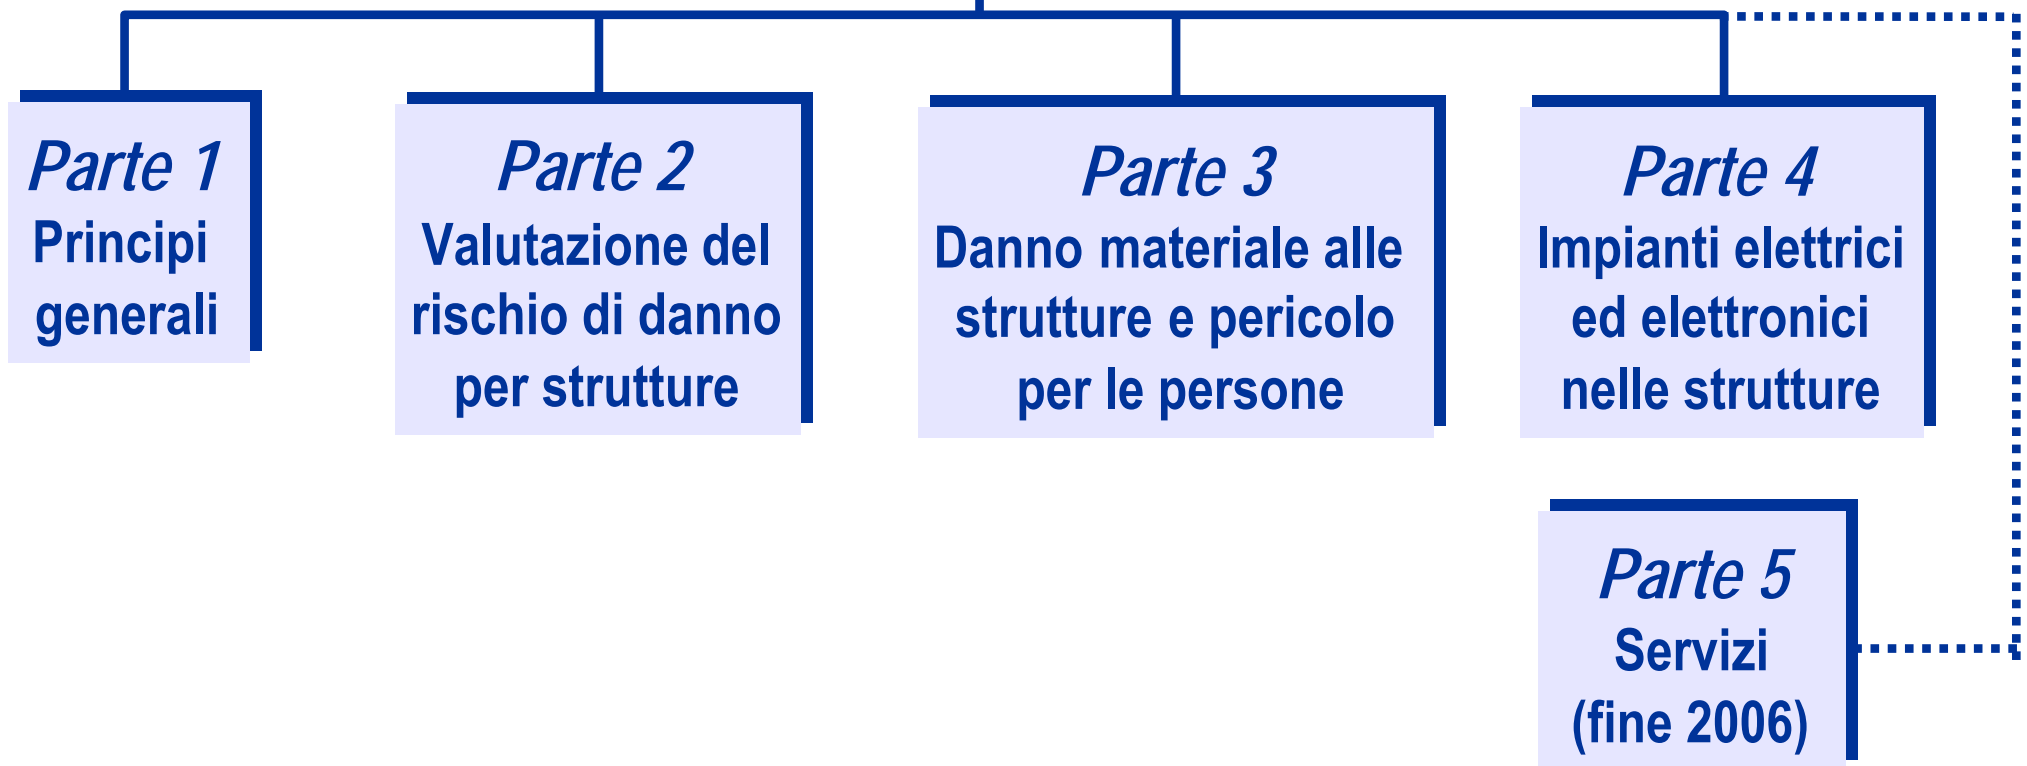 Parte 1
Principi
generali
Parte 2
Valutazione del
rischio di danno
per strutture
Parte 3
Danno materiale alle
strutture e pericolo
per le persone
Parte 4
Impianti elettrici
ed elettronici
nelle strutture
Parte 5
Servizi
(fine 2006)